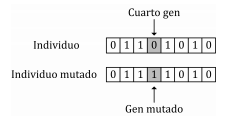 Cuarto gen
Individuo 0 1 1 0 1 0 1 0
Individuo mutado 0 1 1 1 1 0 1 0
Gen mutado